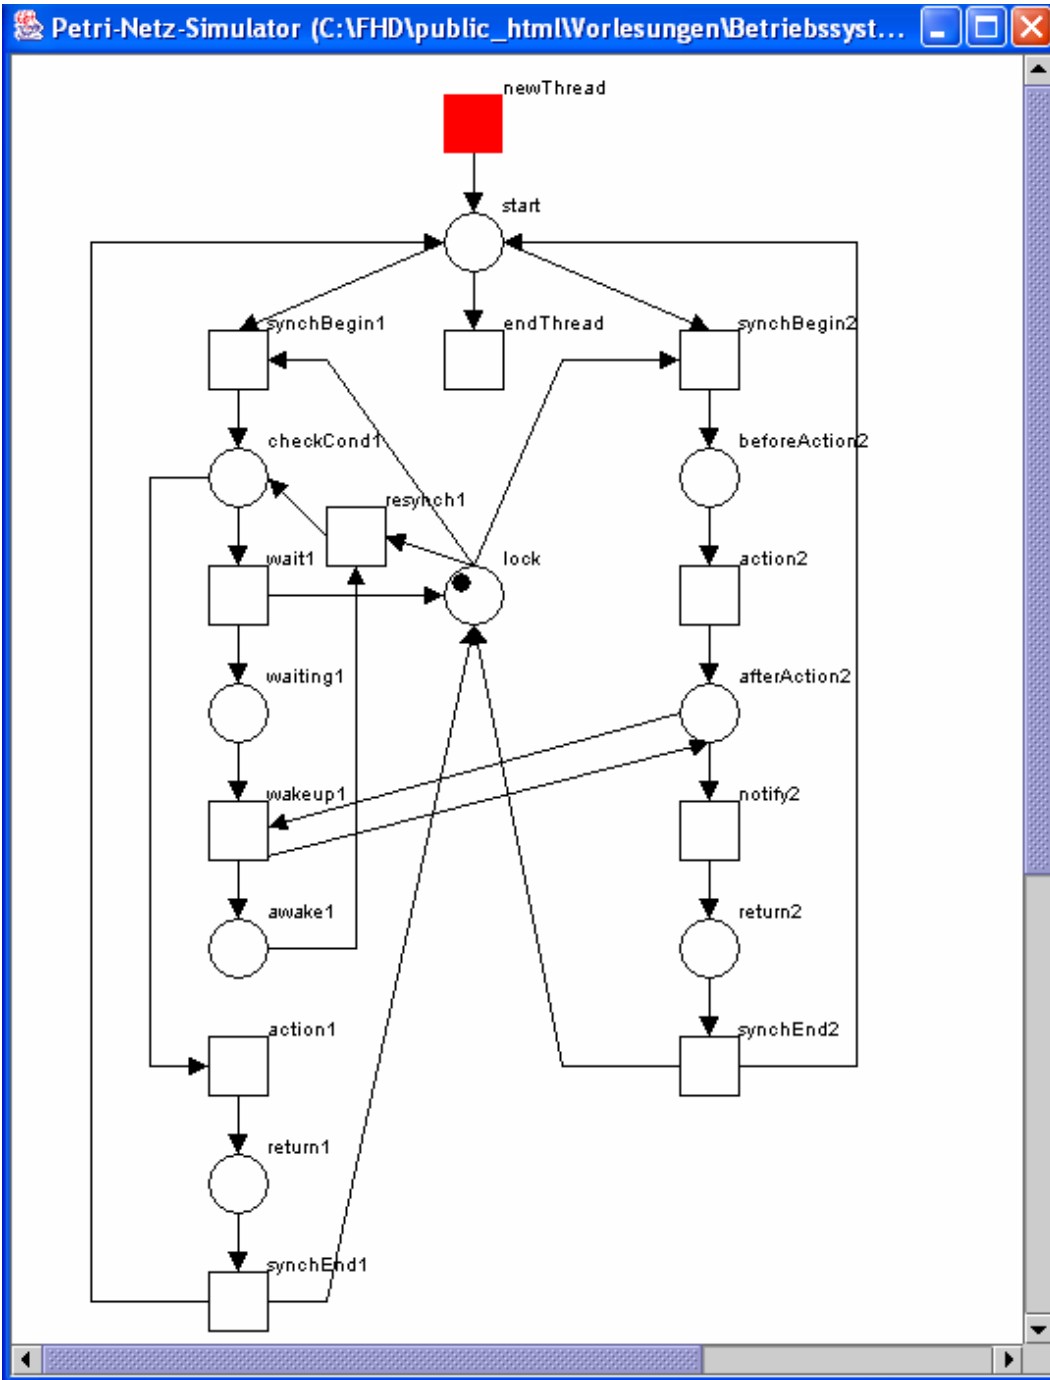 Petri-Netz-Simulator (C:\FHD\public_html\Vorlesungen\Betriebssyst...
newThread
start
synchBegin1
endThread
synchBegin2
checkCond1
beforeAction2
resynch1
wait1
lock
action2
waiting1
afterAction2
wakeup1
notify2
awake1
return2
action1
synchEnd2
return1
synchEnd1